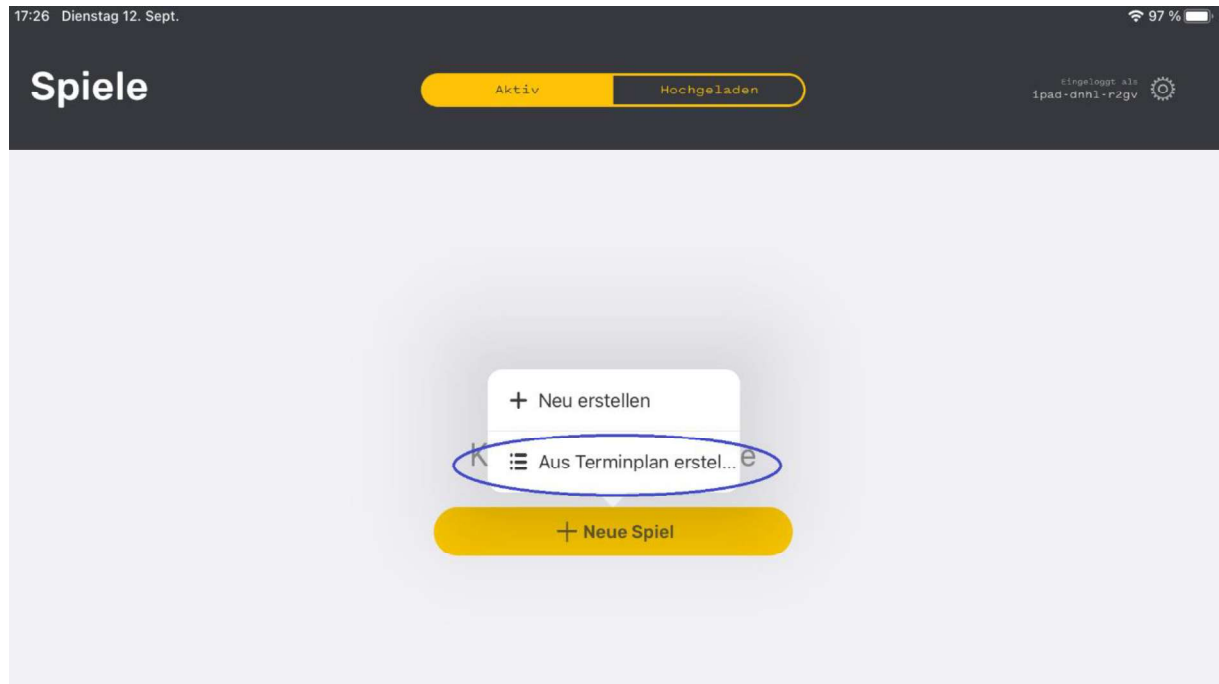 17:26 Dienstag 12. Sept.
97 %
Spiele
Aktiv
Hochgeladen
Eingeloggt als
ipad-dnhl-r2gv
+ Neu erstellen
Aus Terminplan erstel...
+ Neue Spiel